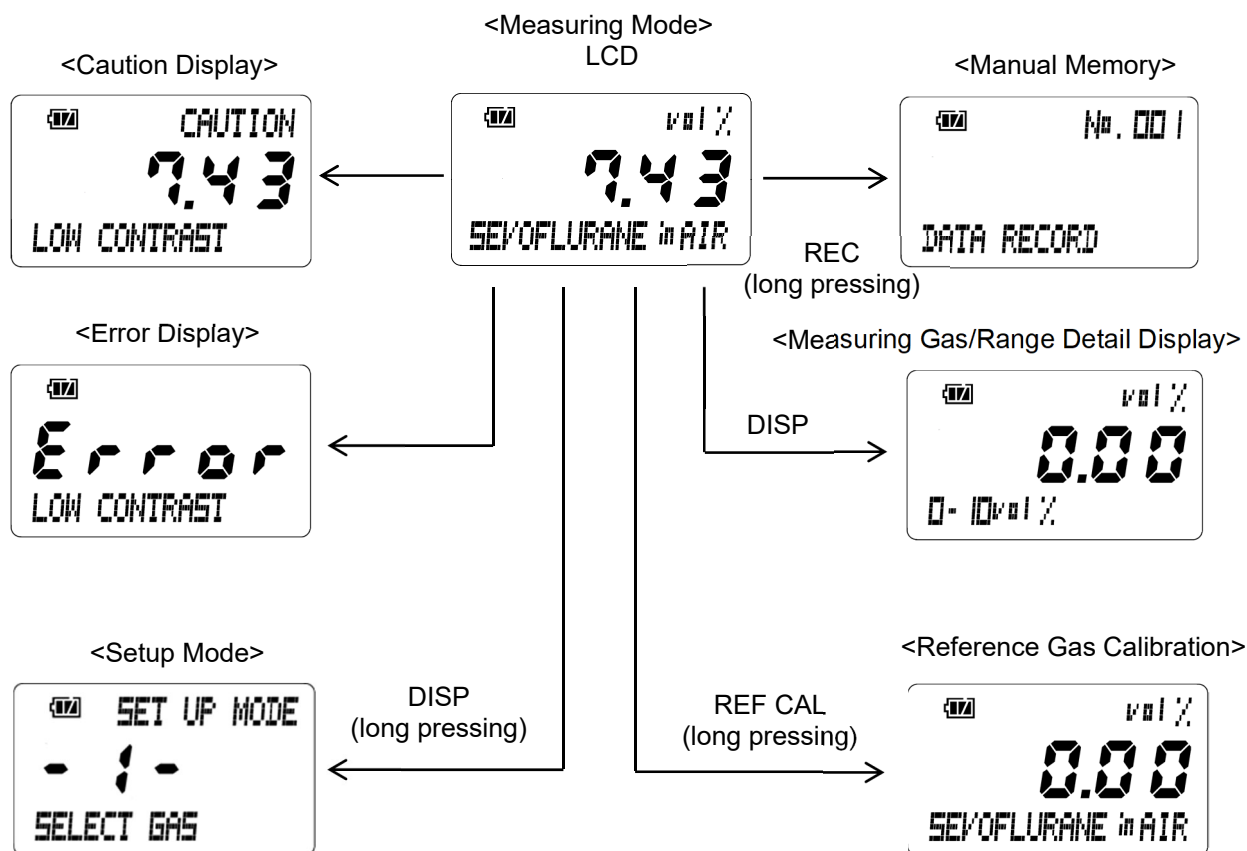 <Measuring Mode>
LCD
<Caution Display>
<Manual Memory>
CAUTION
7.43
LOW CONTRAST
vol%
7.43
SEVOFLURANE in AIR
No. 001
DATA RECORD
REC
(long pressing)
<Error Display>
Error
LOW CONTRAST
<Measuring Gas/Range Detail Display>
DISP
vol%
0.00
0-10vol%
<Setup Mode>
SET UP MODE
-1-
SELECT GAS
DISP
(long pressing)
REF CAL
(long pressing)
<Reference Gas Calibration>
vol%
0.00
SEVOFLURANE in AIR